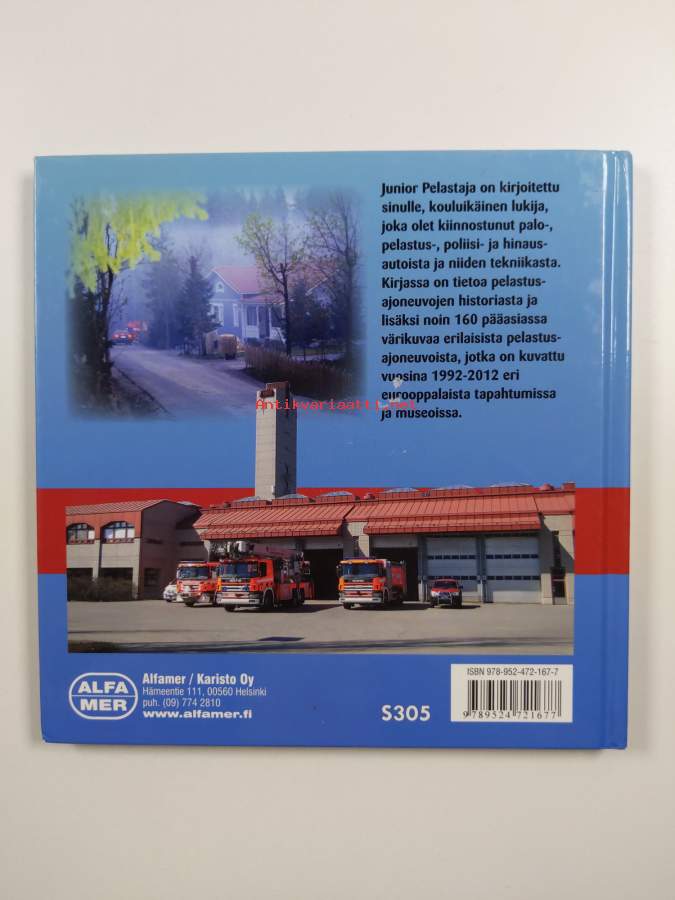 Junior Pelastaja on kirjoitettu
sinulle, kouluikäinen lukija,
joka olet kiinnostunut palo-,
pelastus-, poliisi- ja hinaus-
autoista ja niiden tekniikasta.
Kirjassa on tietoa pelastus-
ajoneuvojen historiasta ja
lisäksi noin 160 pääasiassa
värikuvaa erilaisista pelastus-
ajoneuvoista, jotka on kuvattu
vuosina 1992-2012 eri
eurooppalaista tapahtumissa
ja museoissa.
Antikvariaatti.net
ALFA
MER
Alfamer / Karisto Oy
Hämeentie 111, 00560 Helsinki
puh. (09) 774 2810
www.alfamer.fi
S305
ISBN 978-952-472-167-7
9 789524 721677